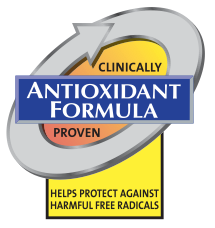 CLINICALLY
ANTIOXIDANT
FORMULA
PROVEN
HELPS PROTECT AGAINST
HARMFUL FREE RADICALS